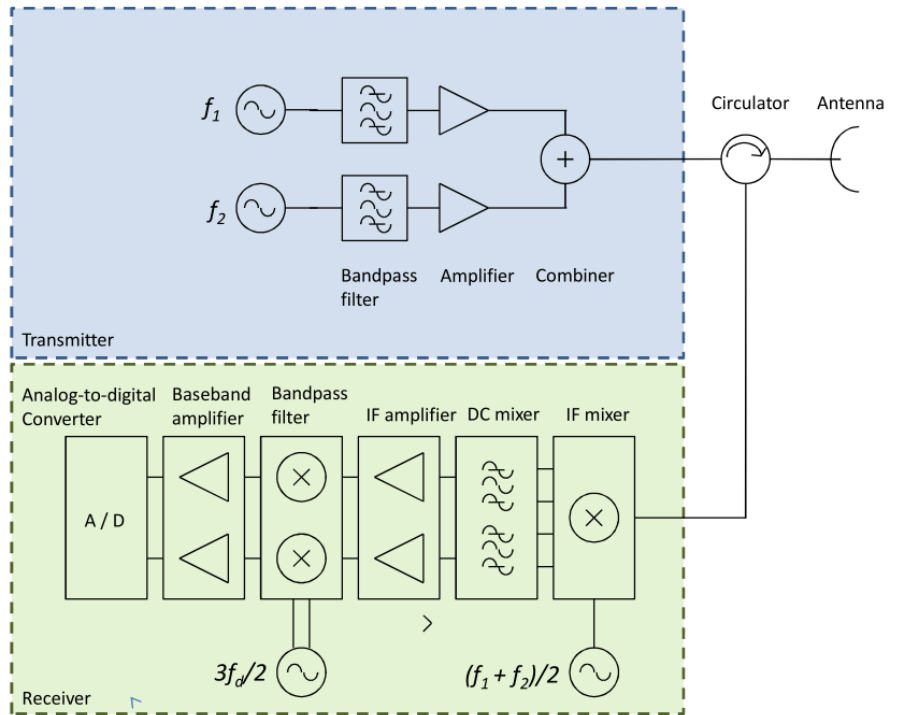 Circulator
Antenna
f1
f2
+
Bandpass
filter
Amplifier
Combiner
Transmitter
Analog-to-digital
Converter
Baseband
amplifier
Bandpass
filter
IF amplifier
DC mixer
IF mixer
A / D
3fd/2
(f1 + f2)/2
Receiver